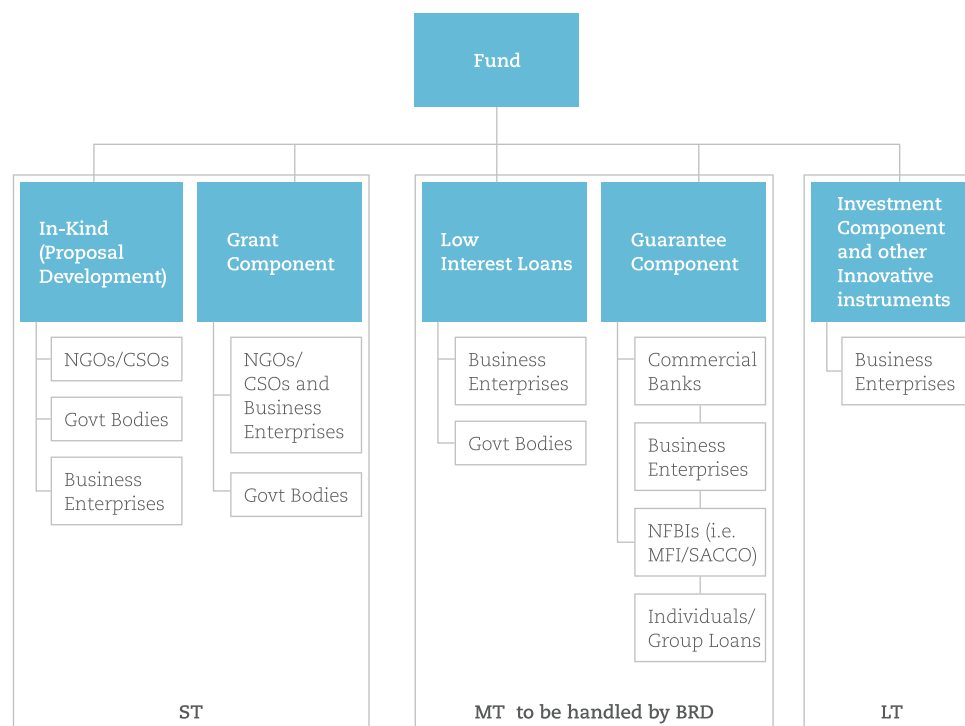 Fund
In-Kind
(Proposal
Development)
NGOs/CSOs
Govt Bodies
Business
Enterprises
Grant
Component
NGOs/
CSOs and
Business
Enterprises
Govt Bodies
ST
Low
Interest Loans
Business
Enterprises
Govt Bodies
Guarantee
Component
Commercial
Banks
Business
Enterprises
NFBIs (i.e.
MFI/SACCO)
Individuals/
Group Loans
MT to be handled by BRD
Investment
Component
and other
Innovative
instruments
Business
Enterprises
LT